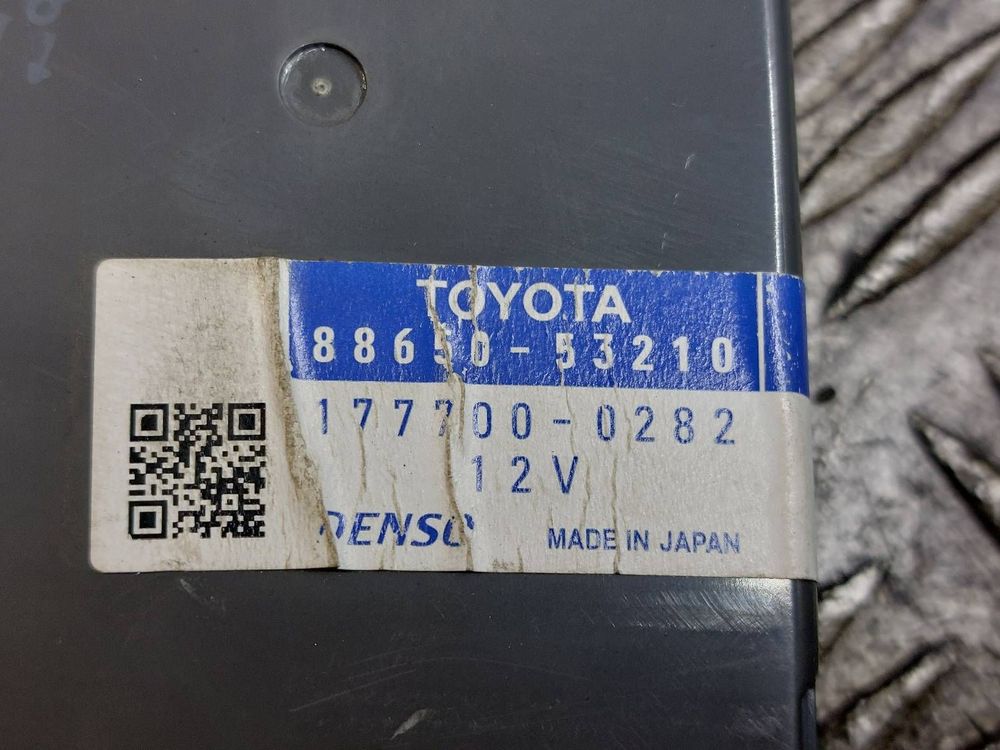 TOYOTA
88650-53210
177700-0282
12V
DENSO
MADE IN JAPAN